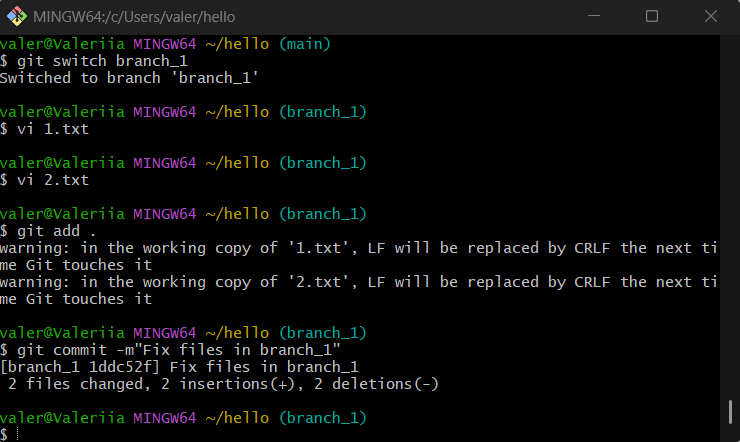 MINGW64:/c/Users/valer/hello
valer@Valeriia MINGW64 ~/hello (main)
$ git switch branch_1
Switched to branch 'branch_1'
valer@Valeriia MINGW64 ~/hello (branch_1)
$ vi 1.txt
valer@Valeriia MINGW64 ~/hello (branch_1)
$ vi 2.txt
valer@Valeriia MINGW64 ~/hello (branch_1)
$ git add .
warning: in the working copy of '1.txt', LF will be replaced by CRLF the next ti
me Git touches it
warning: in the working copy of '2.txt', LF will be replaced by CRLF the next ti
me Git touches it
valer@Valeriia MINGW64 ~/hello (branch_1)
$ git commit -m"Fix files in branch_1"
[branch_1 1ddc52f] Fix files in branch_1
 2 files changed, 2 insertions(+), 2 deletions(-)
valer@Valeriia MINGW64 ~/hello (branch_1)
$